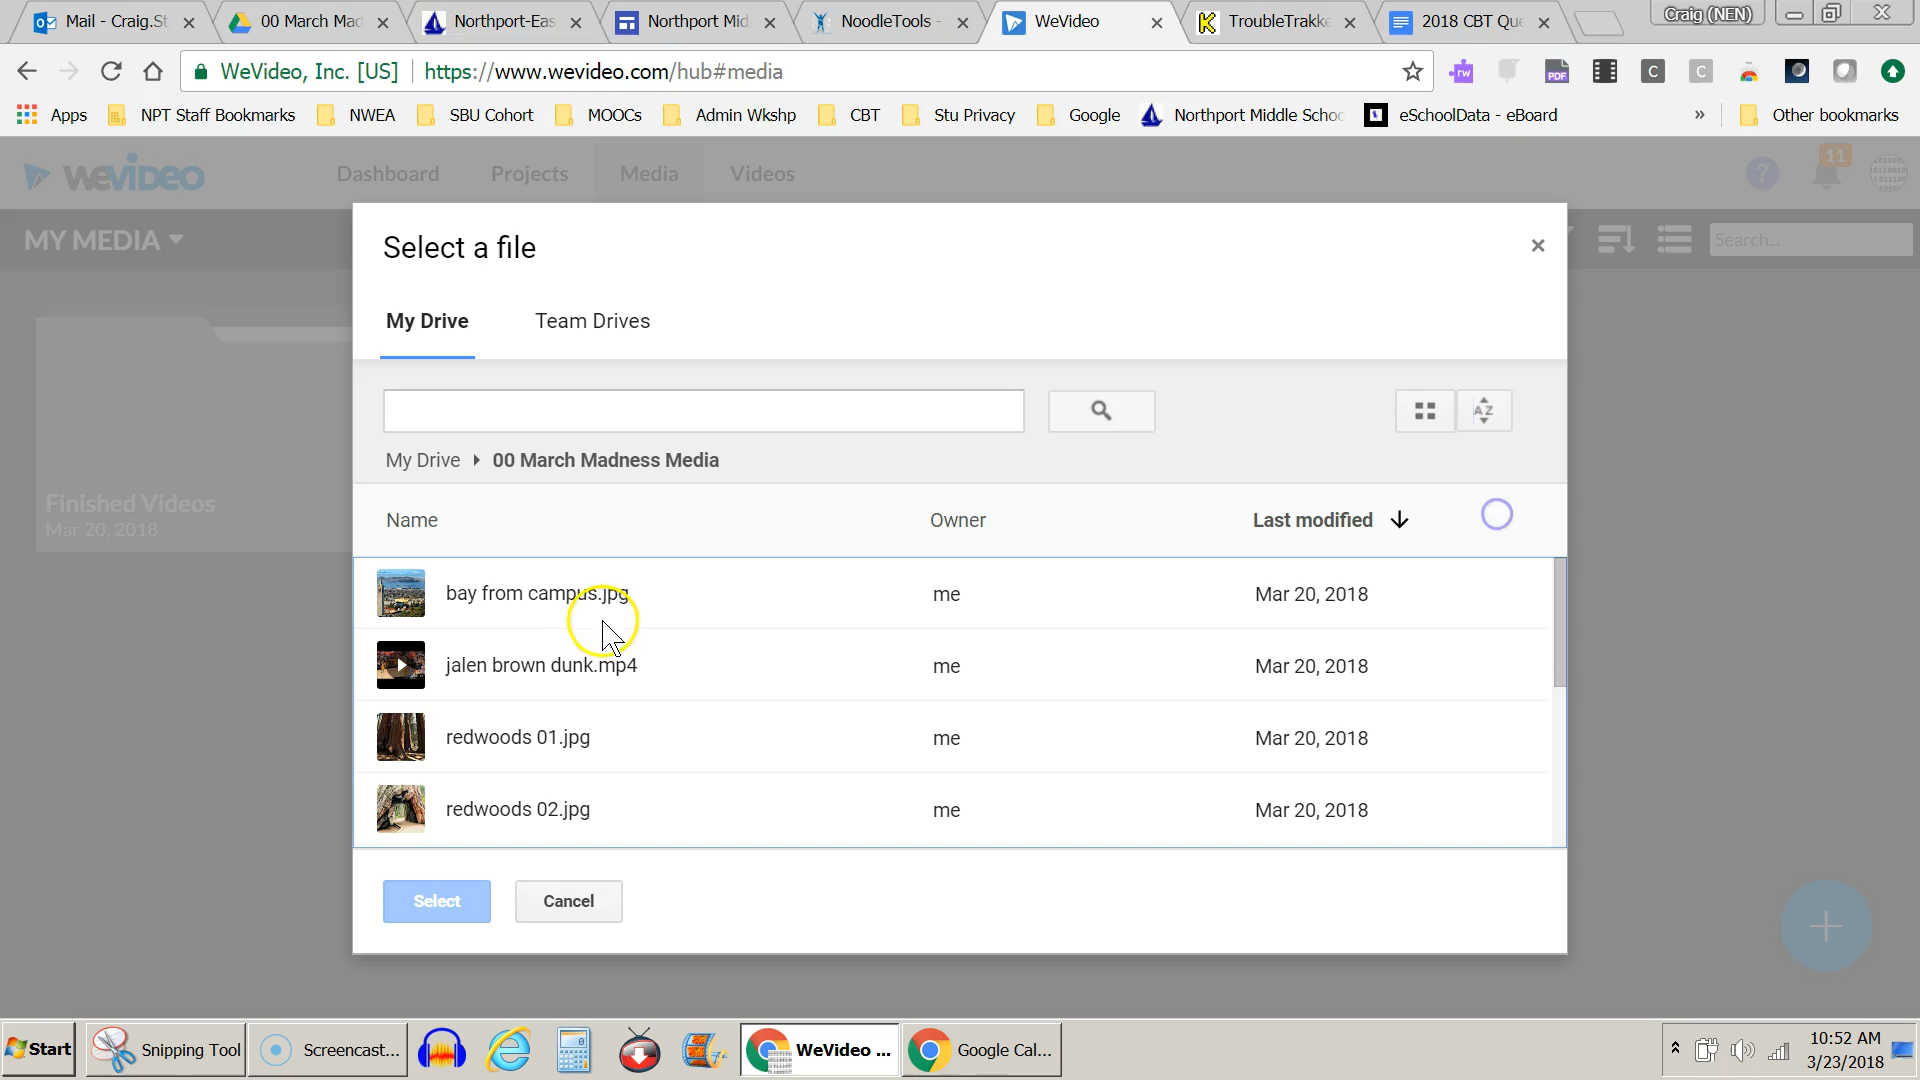 Mail - Craig.St
00 March Mad
Northport-Eas
Northport Mid
NoodleTools -
WeVideo
TroubleTrakke
2018 CBT Que
Craig (NEN)
WeVideo, Inc. [US]
https://www.wevideo.com/hub#media
Apps
NPT Staff Bookmarks
NWEA
SBU Cohort
MOOCs
Admin Wkshp
CBT
Stu Privacy
Google
Northport Middle Schoo
eSchoolData - eBoard
»
Other bookmarks
WEVIDEO
Dashboard
Projects
Media
Videos
?
11
MY MEDIA
Search...
Select a file
My Drive
Team Drives
AZ
My Drive
00 March Madness Media
Name
Owner
Last modified
bay from campus.jpg
me
Mar 20, 2018
jalen brown dunk.mp4
me
Mar 20, 2018
redwoods 01.jpg
me
Mar 20, 2018
redwoods 02.jpg
me
Mar 20, 2018
Finished Videos
Mar 20, 2018
Select
Cancel
Start
Snipping Tool
Screencast...
WeVideo ...
Google Cal...
10:52 AM
3/23/2018